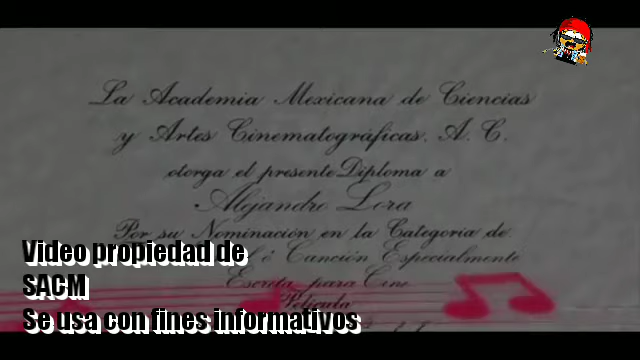 La Academia Mexicana de Ciencias
y Artes Cinematográficas, A. C.
otorga el presente Diploma a
Alejandro Lora
Por su Nominación en la Categoria de
ó Canción Especialmente
Escrita para Cine
Película
Video propiedad de
SACM
Se usa con fines informativos